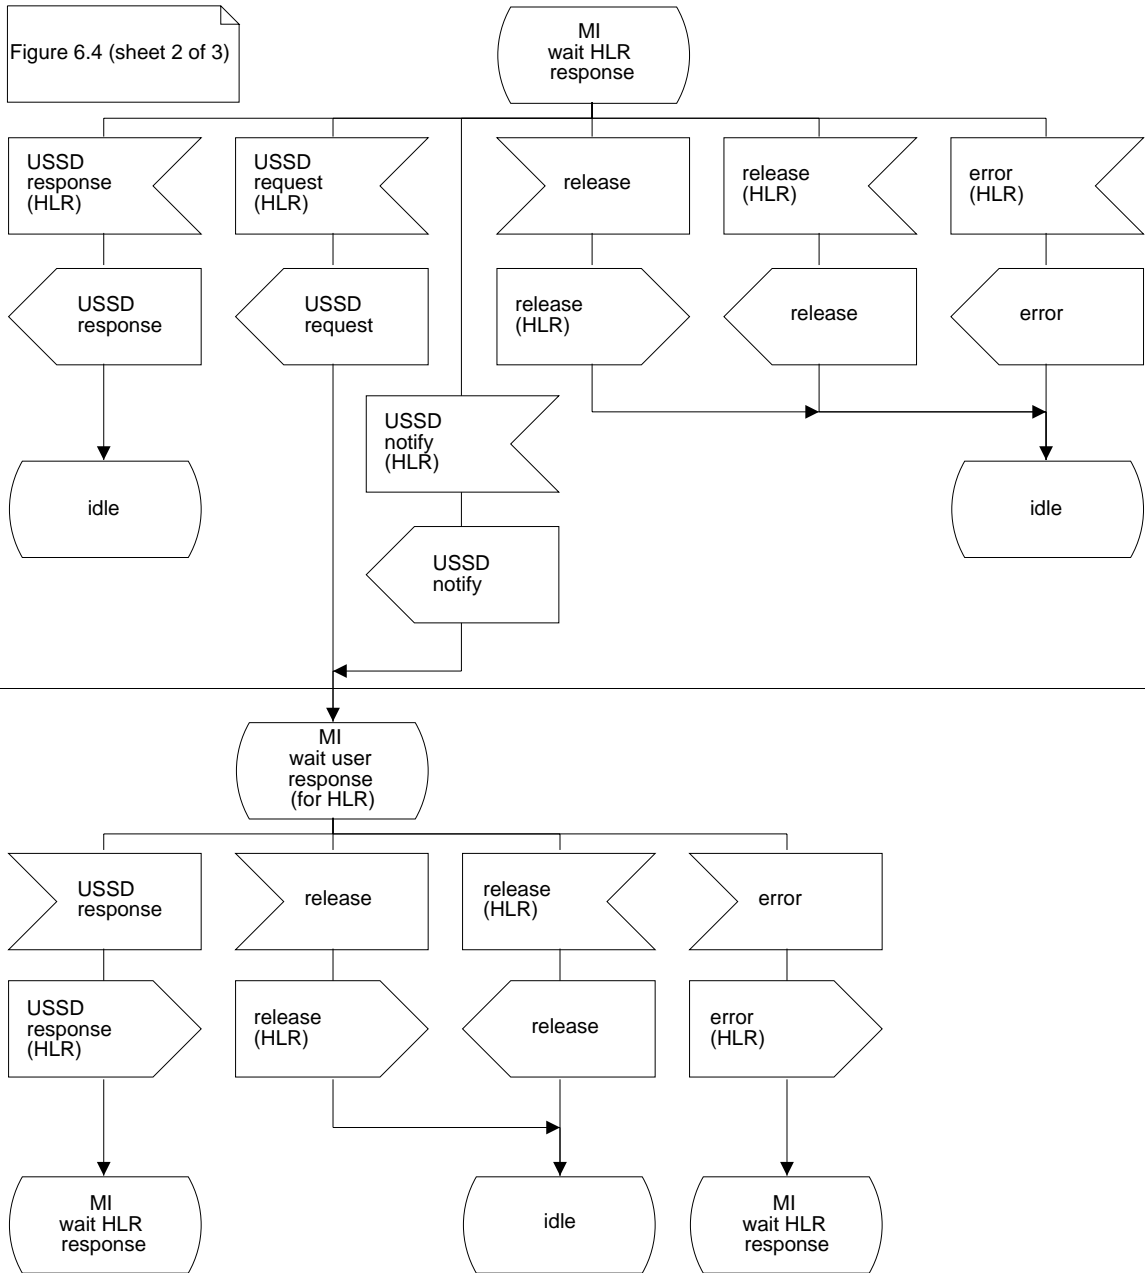 Figure 6.4 (sheet 2 of 3)
MI
wait HLR
response
USSD
response
(HLR)
USSD
request
(HLR)
release
release
(HLR)
error
(HLR)
USSD
response
USSD
request
release
(HLR)
release
error
USSD
notify
(HLR)
idle
idle
USSD
notify
MI
wait user
response
(for HLR)
USSD
response
release
release
(HLR)
error
USSD
response
(HLR)
release
(HLR)
release
error
(HLR)
MI
wait HLR
response
idle
MI
wait HLR
response